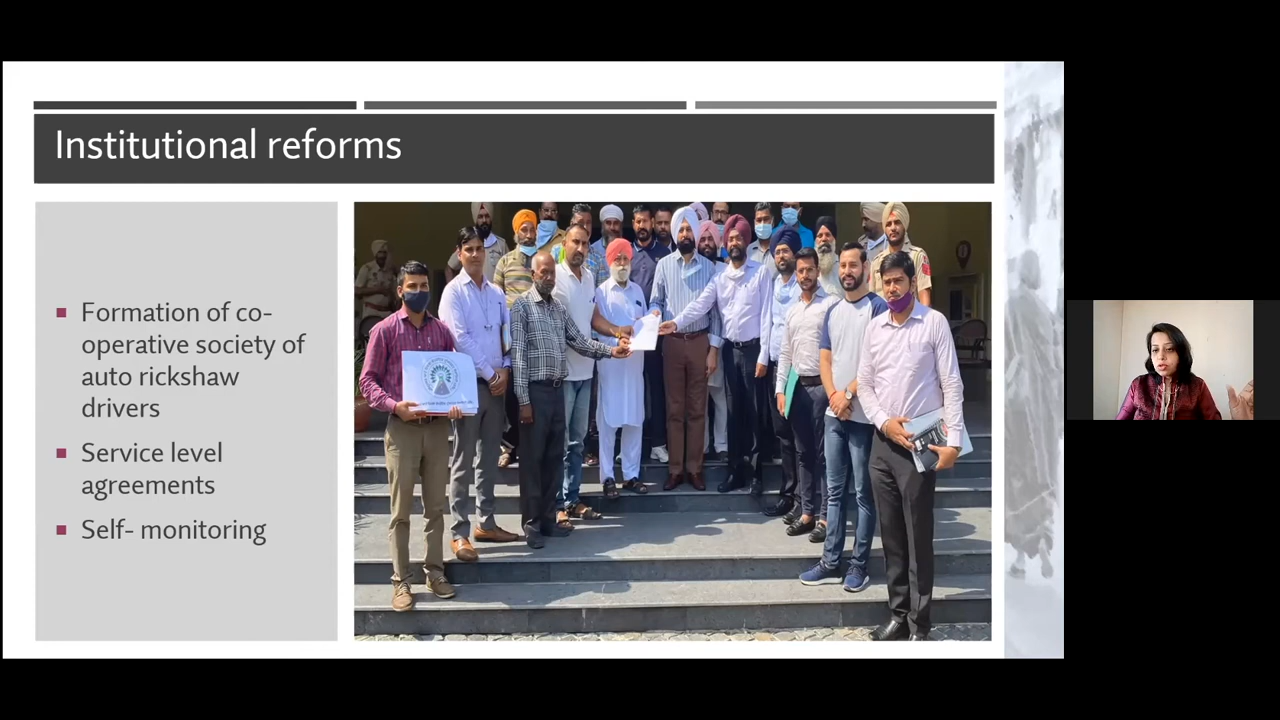 Institutional reforms
Formation of co-
operative society of
auto rickshaw
drivers
Service level
agreements
Self- monitoring